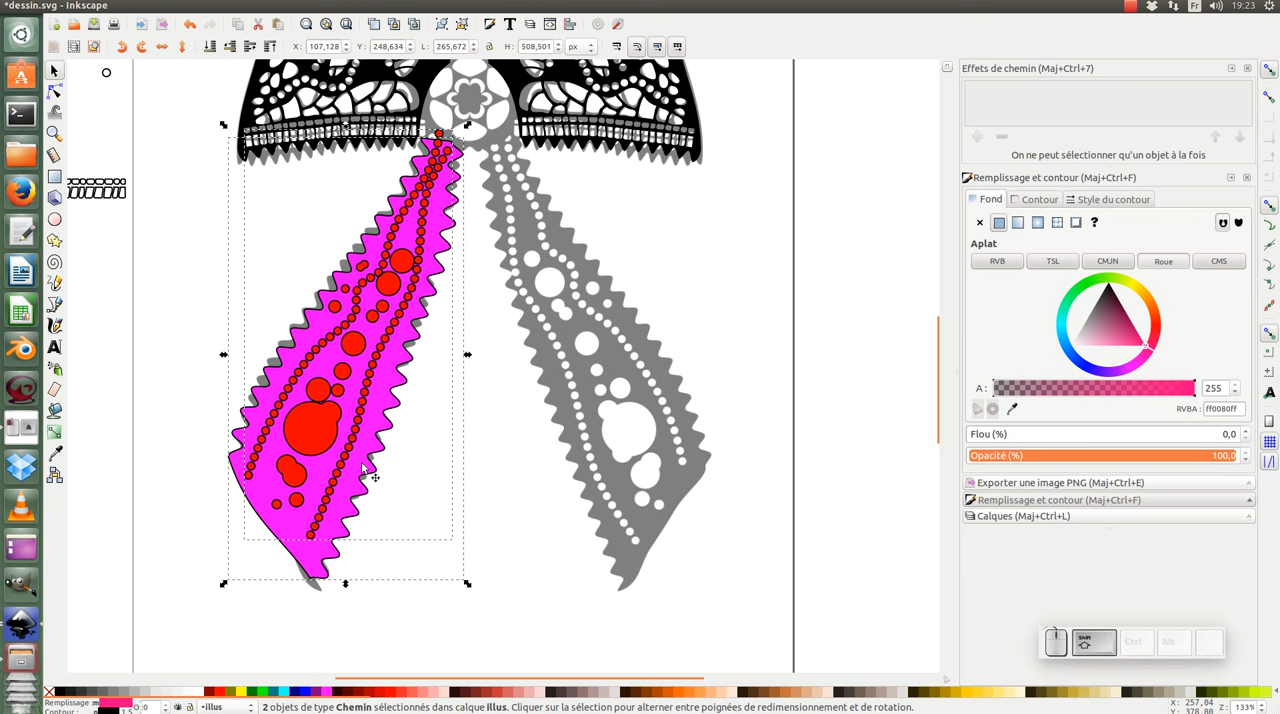 *dessin.svg - Inkscape
Fr 19:23
X: 107,128 Y: 248,634 L: 265,672 H: 508,501 px
Effets de chemin (Maj+Ctrl+7)
On ne peut sélectionner qu'un objet à la fois
Remplissage et contour (Maj+Ctrl+F)
Fond Contour Style du contour
?
Aplat
RVB TSL CMJN Roue CMS
A : 255
RVBA : ff0080ff
Flou (%) 0,0
Opacité (%) 100,0
Exporter une image PNG (Maj+Ctrl+E)
Remplissage et contour (Maj+Ctrl+F)
Calques (Maj+Ctrl+L)
Shift Ctrl Alt
Remplissage: m
Contour : 1,5
O: 0
•illus
2 objets de type Chemin sélectionnés dans calque illus. Cliquer sur la sélection pour alterner entre poignées de redimensionnement et de rotation.
X: 257,04
Y: 378,80
Z: 133%